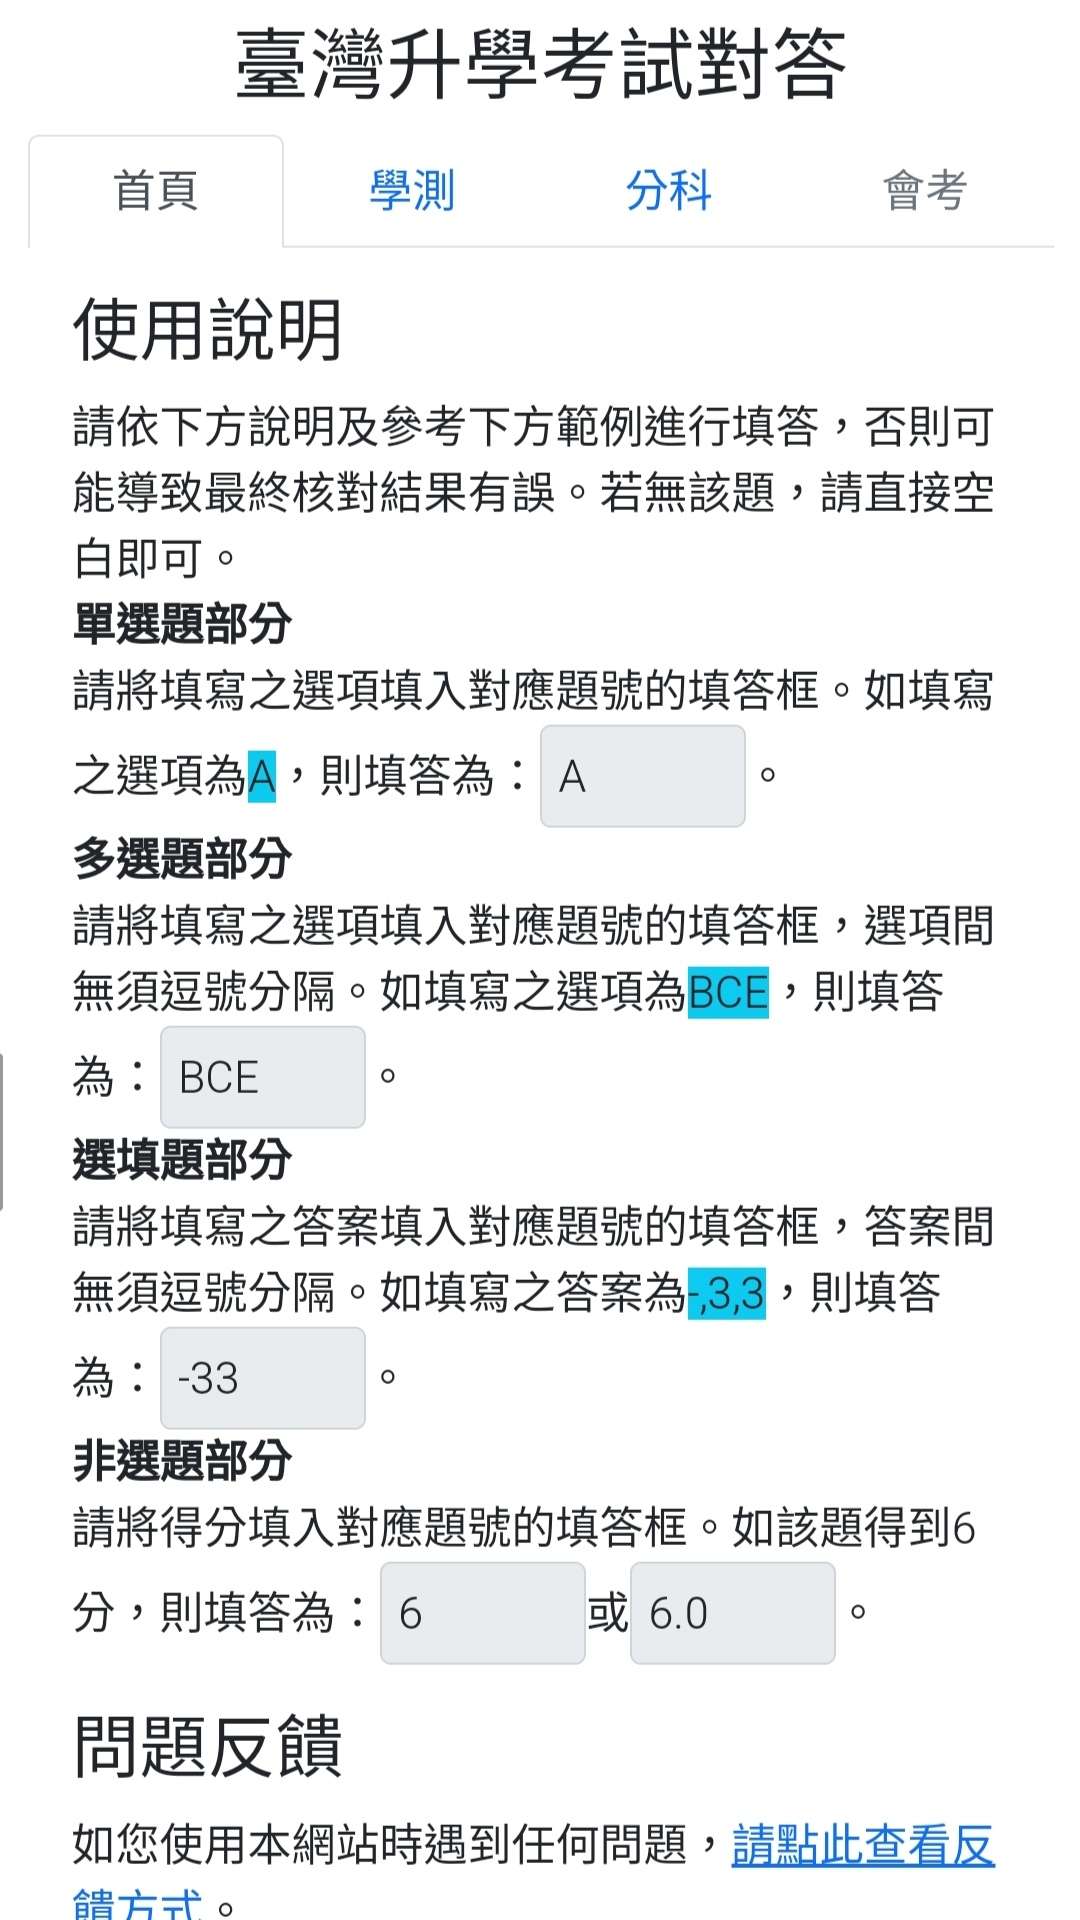 臺灣升學考試對答
首頁 學測 分科 會考
使用說明
請依下方說明及參考下方範例進行填答，否則可
能導致最終核對結果有誤。若無該題，請直接空
白即可。
單選題部分
請將填寫之選項填入對應題號的填答框。如填寫
之選項為A，則填答為：A。
多選題部分
請將填寫之選項填入對應題號的填答框，選項間
無須逗號分隔。如填寫之選項為BCE，則填答
為：BCE。
選填題部分
請將填寫之答案填入對應題號的填答框，答案間
無須逗號分隔。如填寫之答案為-,3,3，則填答
為：-33。
非選題部分
請將得分填入對應題號的填答框。如該題得到6
分，則填答為：6或6.0。
問題反饋
如您使用本網站時遇到任何問題，請點此查看反
饋方式。